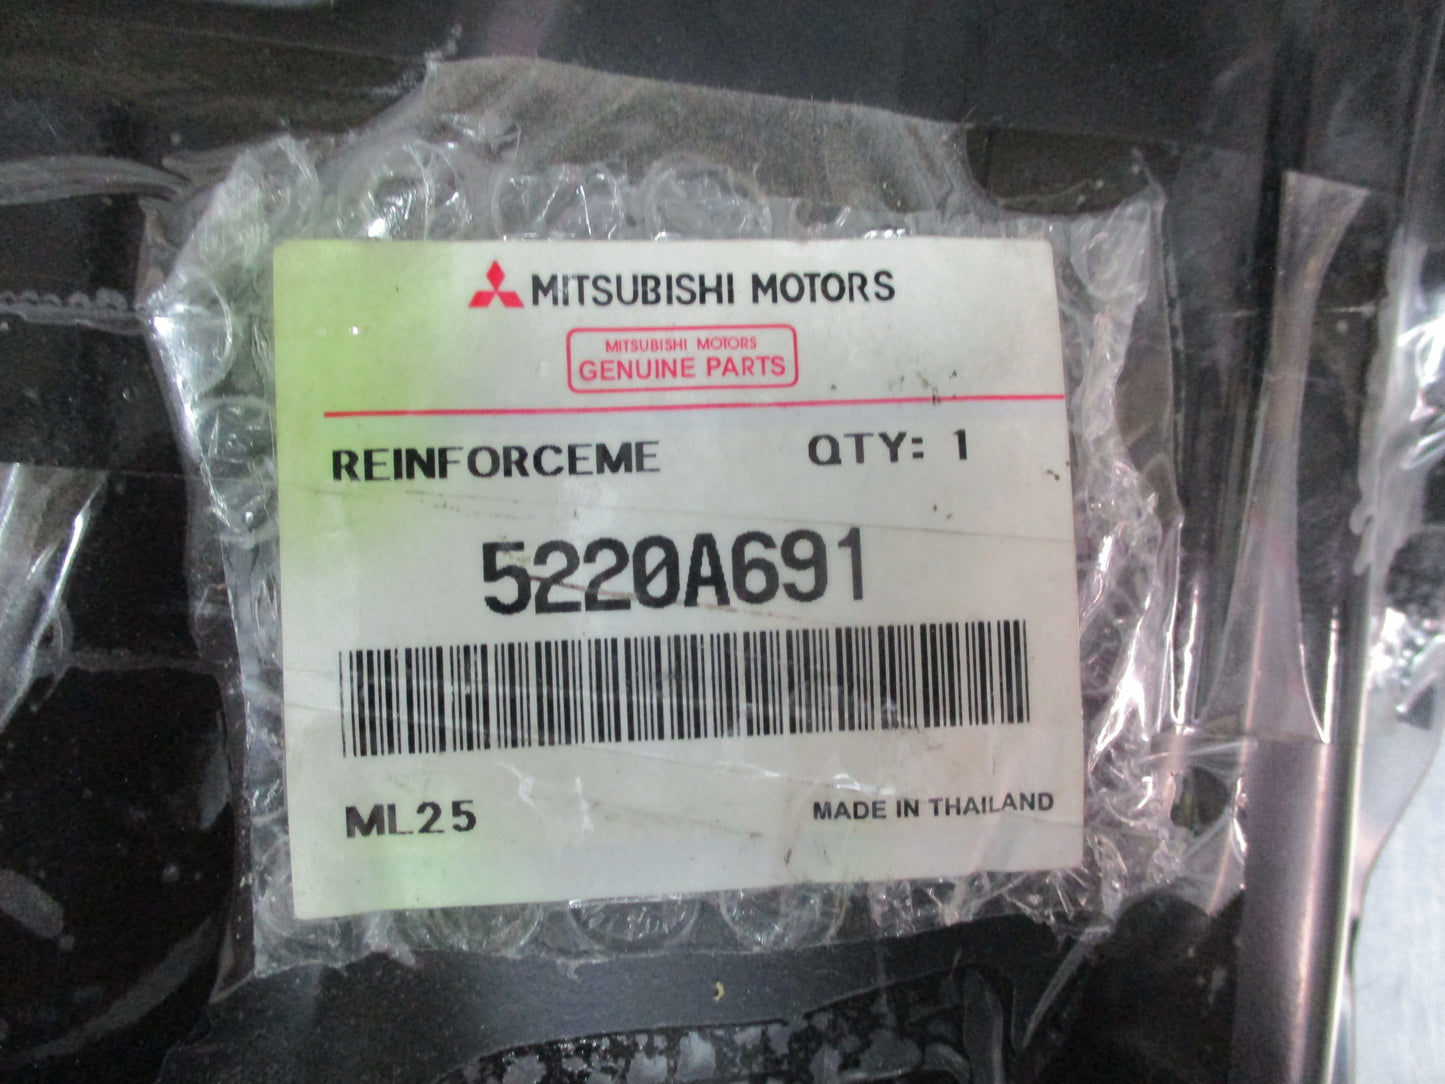 MITSUBISHI MOTORS
MITSUBISHI MOTORS
GENUINE PARTS
REINFORCEME QTY: 1
5220A691
ML25 MADE IN THAILAND